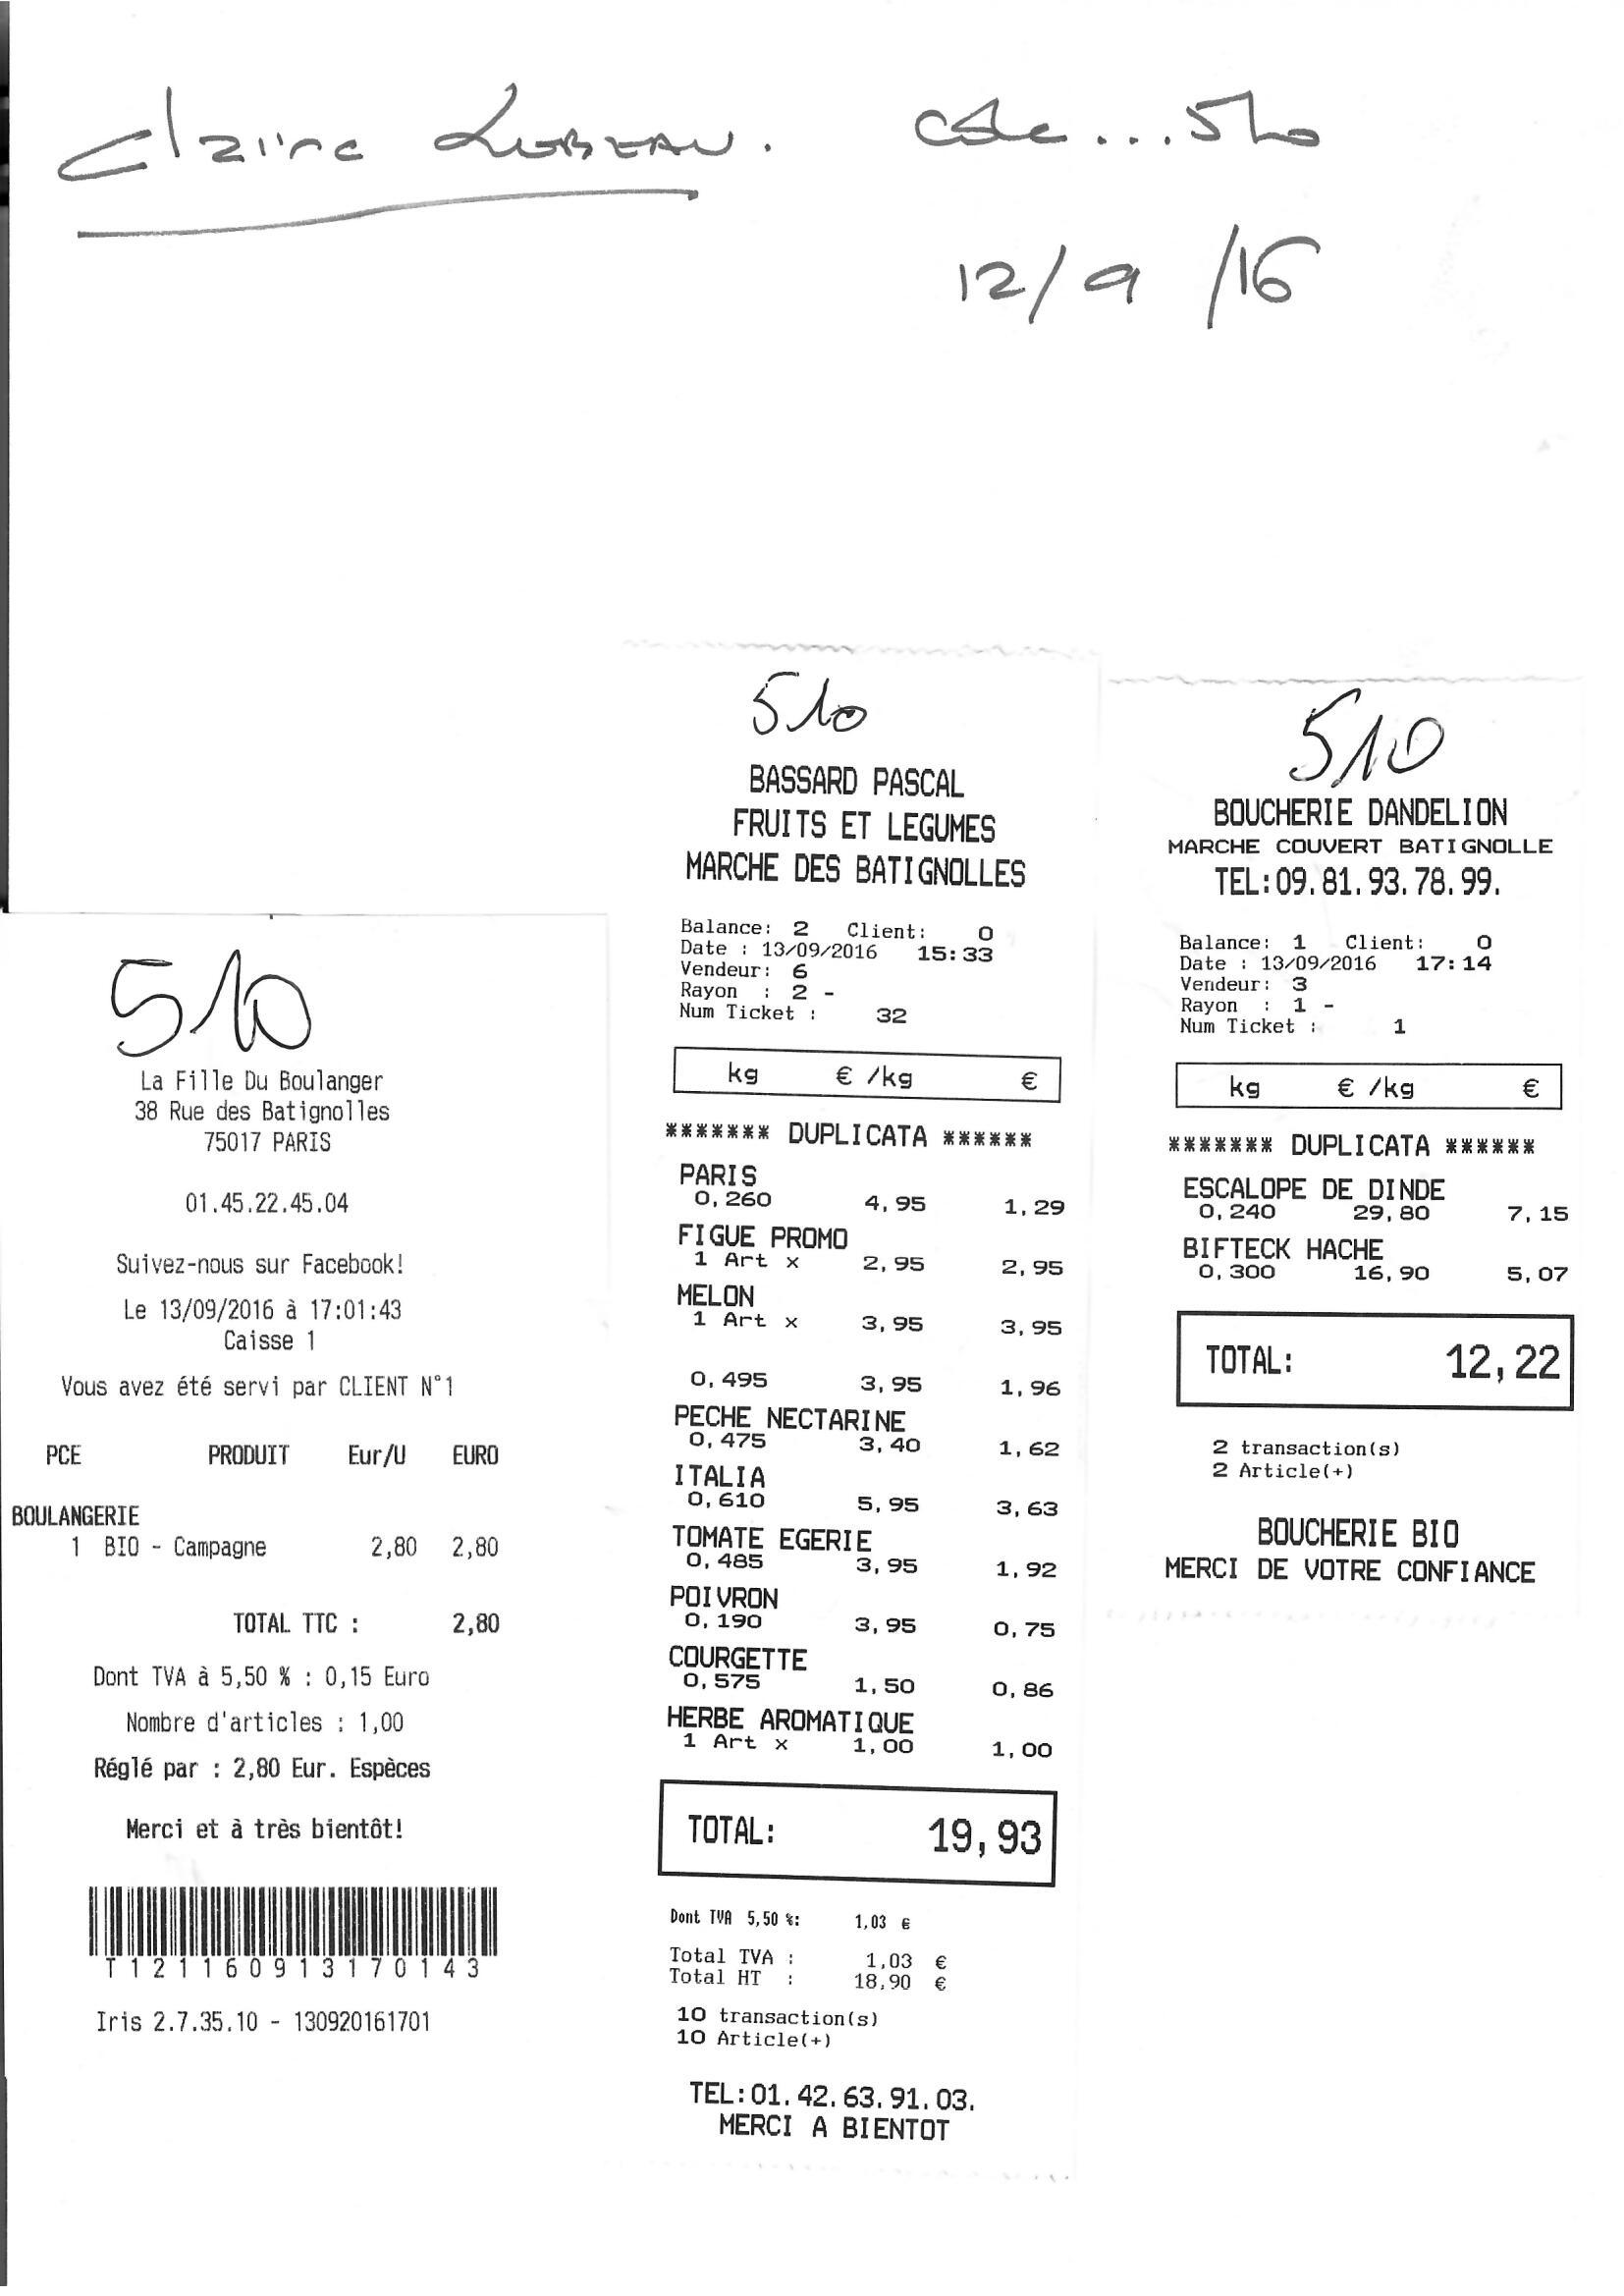 Claire LEBEAU. Cde...510
12/9/16
510
La Fille Du Boulanger
38 Rue des Batignolles
75017 PARIS
01.45.22.45.04
Suivez-nous sur Facebook!
Le 13/09/2016 à 17:01:43
Caisse 1
Vous avez été servi par CLIENT N°1
PCE PRODUIT Eur/U EURO
BOULANGERIE
1 BIO - Campagne 2,80 2,80
TOTAL TTC : 2,80
Dont TVA à 5,50 % : 0,15 Euro
Nombre d'articles : 1,00
Réglé par : 2,80 Eur. Espèces
Merci et à très bientôt!
T121160913170143
Iris 2.7.35.10 - 130920161701
510
BASSARD PASCAL
FRUITS ET LEGUMES
MARCHE DES BATIGNOLLES
Balance: 2 Client: 0
Date : 13/09/2016 15:33
Vendeur: 6
Rayon : 2 -
Num Ticket : 32
kg € /kg €
******* DUPLICATA ******
PARIS
0,260 4,95 1,29
FIGUE PROMO
1 Art x 2,95 2,95
MELON
1 Art x 3,95 3,95
0,495 3,95 1,96
PECHE NECTARINE
0,475 3,40 1,62
ITALIA
0,610 5,95 3,63
TOMATE EGERIE
0,485 3,95 1,92
POIVRON
0,190 3,95 0,75
COURGETTE
0,575 1,50 0,86
HERBE AROMATIQUE
1 Art x 1,00 1,00
TOTAL: 19,93
Dont TVA 5,50 %: 1,03 €
Total TVA : 1,03 €
Total HT : 18,90 €
10 transaction(s)
10 Article(+)
TEL:01.42.63.91.03.
MERCI A BIENTOT
510
BOUCHERIE DANDELION
MARCHE COUVERT BATIGNOLLE
TEL:09.81.93.78.99.
Balance: 1 Client: 0
Date : 13/09/2016 17:14
Vendeur: 3
Rayon : 1 -
Num Ticket : 1
kg € /kg €
******* DUPLICATA ******
ESCALOPE DE DINDE
0,240 29,80 7,15
BIFTECK HACHE
0,300 16,90 5,07
TOTAL: 12,22
2 transaction(s)
2 Article(+)
BOUCHERIE BIO
MERCI DE VOTRE CONFIANCE